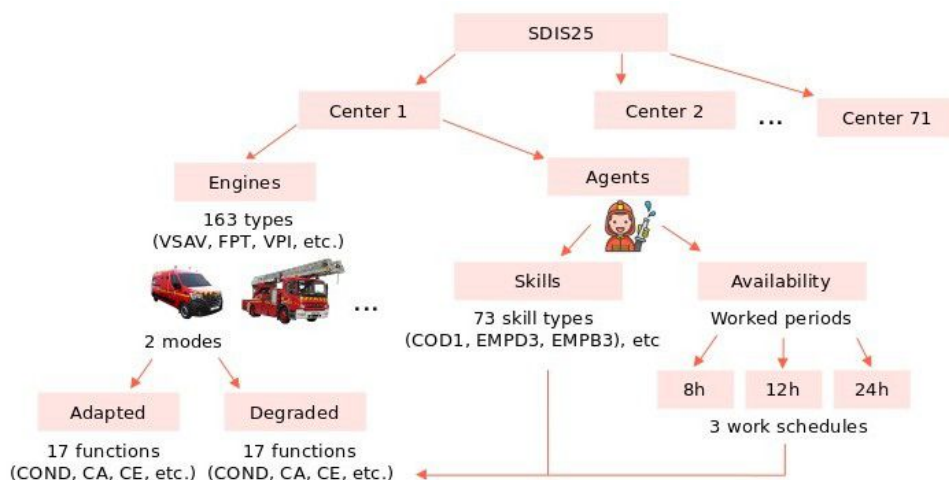 SDIS25
Center 1
Center 2
...
Center 71
Engines
Agents
163 types
(VSAV, FPT, VPI, etc.)
...
Skills
Availability
73 skill types
(COD1, EMPD3, EMPB3), etc
Worked periods
2 modes
8h
12h
24h
3 work schedules
Adapted
Degraded
17 functions
(COND, CA, CE, etc.)
17 functions
(COND, CA, CE, etc.)